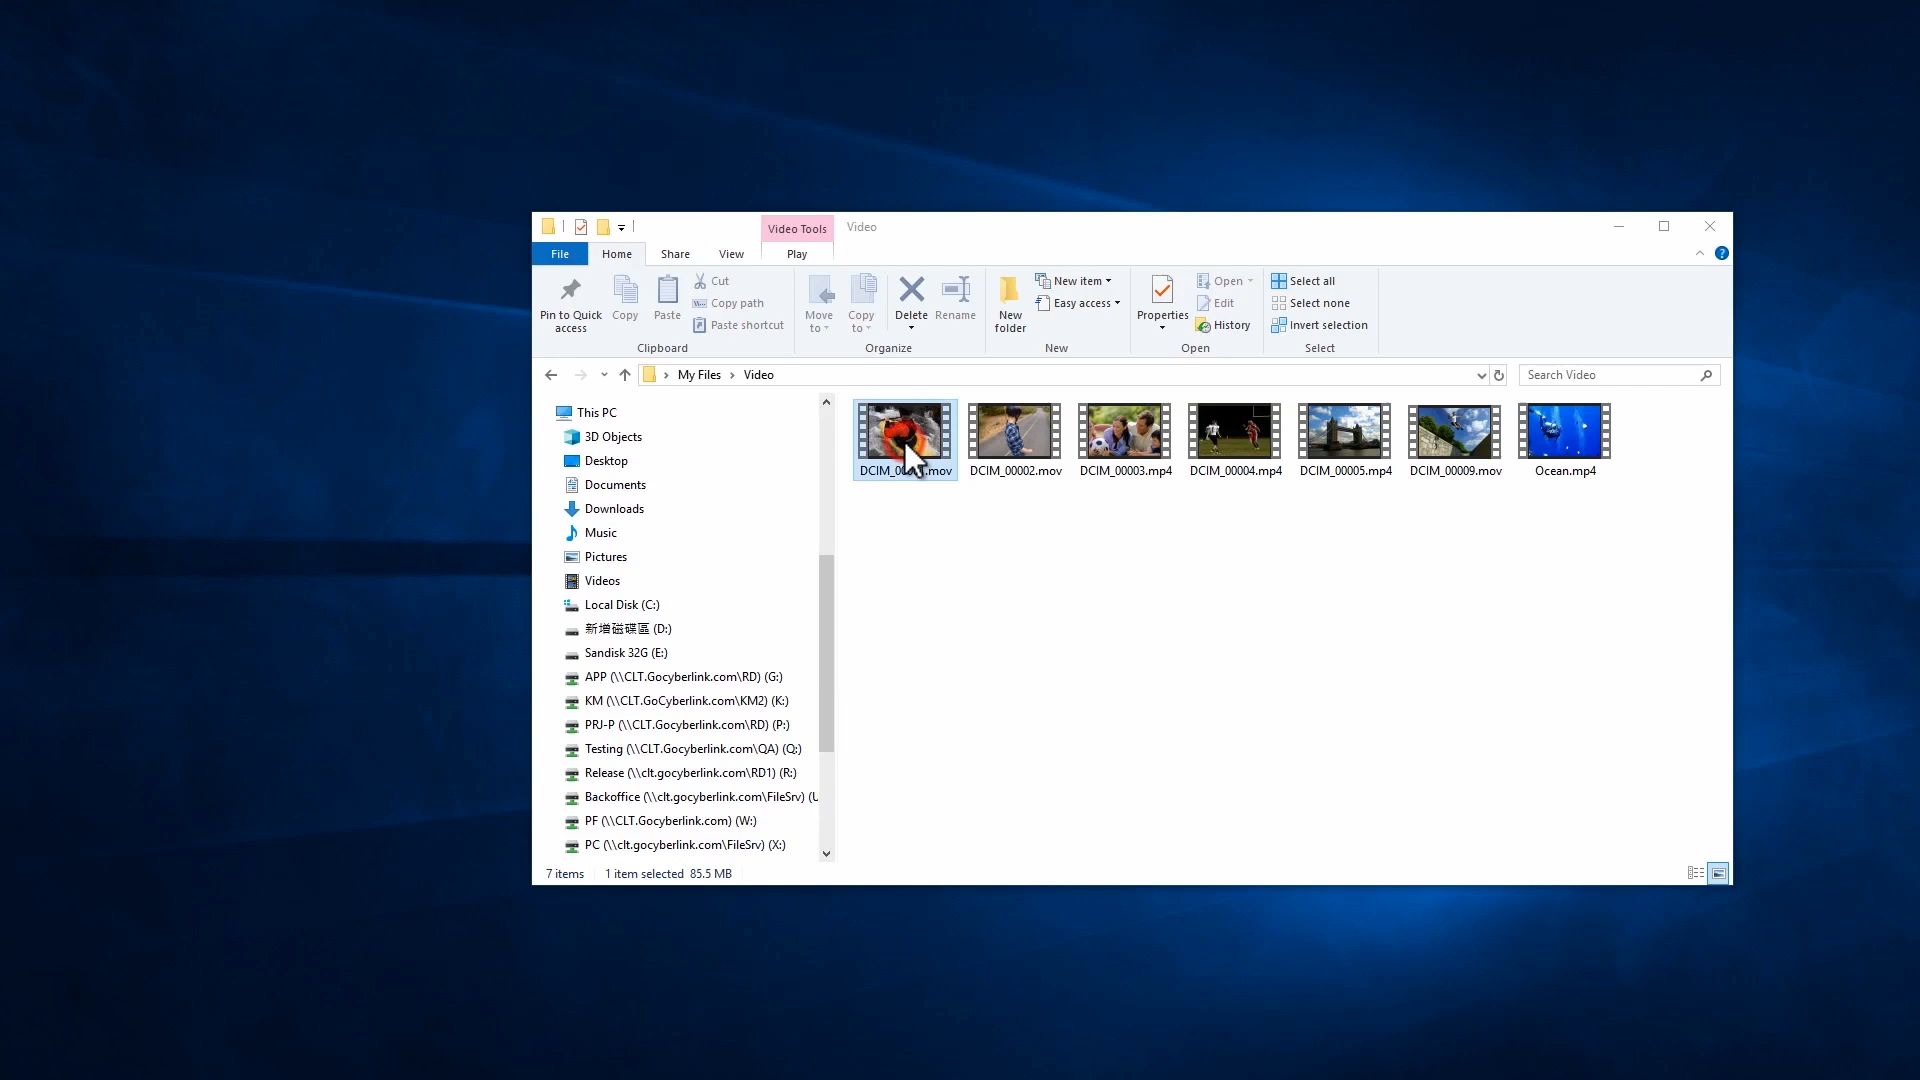 Video Tools
Video
File
Home
Share
View
Play
Pin to Quick access
Copy
Paste
Cut
Copy path
Paste shortcut
Clipboard
Move to
Copy to
Delete
Rename
Organize
New folder
New item
Easy access
New
Properties
Open
Edit
History
Open
Select all
Select none
Invert selection
Select
My Files > Video
Search Video
This PC
3D Objects
Desktop
Documents
Downloads
Music
Pictures
Videos
Local Disk (C:)
新增磁碟區 (D:)
Sandisk 32G (E:)
APP (\\CLT.Gocyberlink.com\RD) (G:)
KM (\\CLT.GoCyberlink.com\KM2) (K:)
PRJ-P (\\CLT.Gocyberlink.com\RD) (P:)
Testing (\\CLT.Gocyberlink.com\QA) (Q:)
Release (\\clt.gocyberlink.com\RD1) (R:)
Backoffice (\\clt.gocyberlink.com\FileSrv) (U
PF (\\CLT.Gocyberlink.com) (W:)
PC (\\clt.gocyberlink.com\FileSrv) (X:)
DCIM_00002.mov
DCIM_00003.mp4
DCIM_00004.mp4
DCIM_00005.mp4
DCIM_00009.mov
Ocean.mp4
7 items
1 item selected 85.5 MB